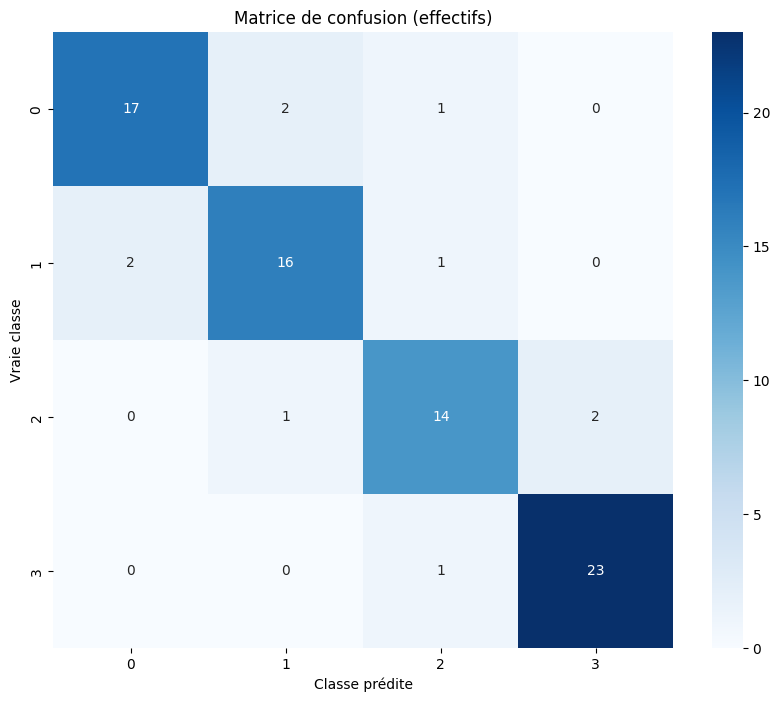 Matrice de confusion (effectifs)
0 17 2 1 0
1 2 16 1 0
2 0 1 14 2
3 0 0 1 23
0 1 2 3
Vraie classe
Classe prédite
20
15
10
5
0